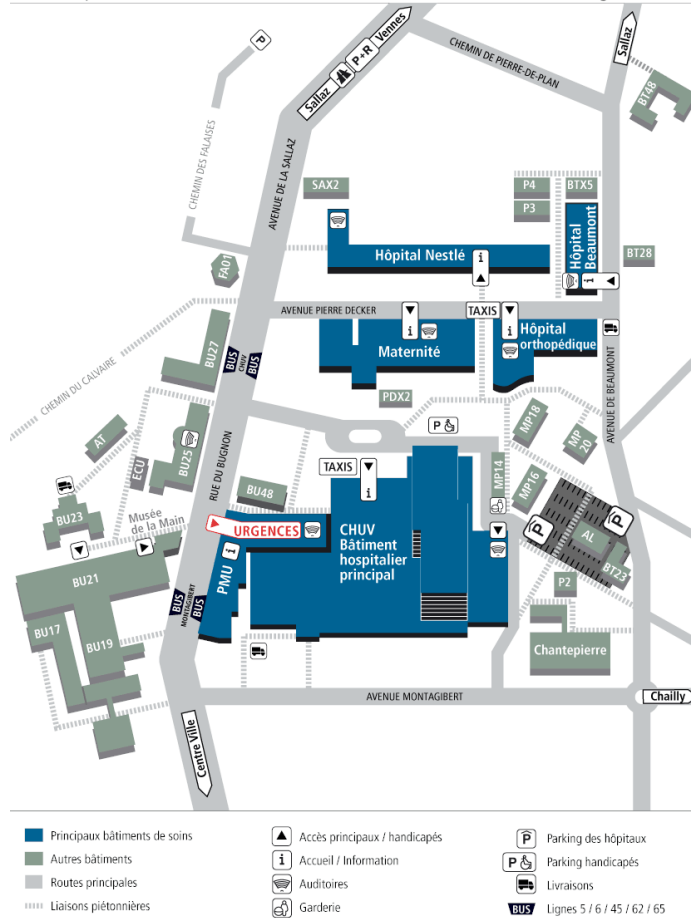 P
Vennes
P+R
Sallaz
CHEMIN DE PIERRE-DE-PLAN
Sallaz
BT48
CHEMIN DES FALAISES
AVENUE DE LA SALLAZ
SAX2
P4
BTX5
P3
Hôpital Nestlé
i
Hôpital
Beaumont
i
FA01
BT28
AVENUE PIERRE DECKER
TAXIS
i
Maternité
i
Hôpital
orthopédique
BU27
BUS
CHUV
BUS
CHEMIN DU CALVAIRE
AVENUE DE BEAUMONT
PDX2
AT
ECU
BU25
RUE DU BUGNON
P
MP18
MP
20
TAXIS
i
MP14
MP16
BU48
BU23
Musée
de la Main
URGENCES
CHUV
Bâtiment
hospitalier
principal
P
P
AL
BT23
BU21
PMU
i
P2
BUS
MONTAGIBERT
BUS
BU17
BU19
Chantepierre
AVENUE MONTAGIBERT
Chailly
Centre Ville
Principaux bâtiments de soins
Autres bâtiments
Routes principales
Liaisons piétonnières
Accès principaux / handicapés
i Accueil / Information
Auditoires
Garderie
P Parking des hôpitaux
P Parking handicapés
Livraisons
BUS Lignes 5 / 6 / 45 / 62 / 65